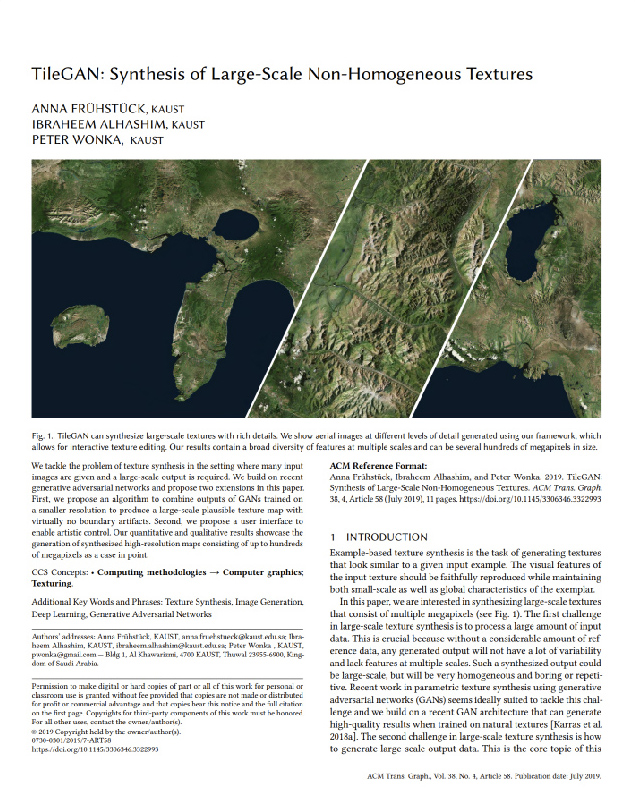 TileGAN: Synthesis of Large-Scale Non-Homogeneous Textures
ANNA FRÜHSTÜCK, KAUST
IBRAHEEM ALHASHIM, KAUST
PETER WONKA, KAUST
Fig. 1. TileGAN can synthesize large-scale textures with rich details. We show aerial images at different levels of detail generated using our framework, which
allows for interactive texture editing. Our results contain a broad diversity of features at multiple scales and can be several hundreds of megapixels in size.
We tackle the problem of texture synthesis in the setting where many input
images are given and a large-scale output is required. We build on recent
generative adversarial networks and propose two extensions in this paper.
First, we propose an algorithm to combine outputs of GANs trained on
a smaller resolution to produce a large-scale plausible texture map with
virtually no boundary artifacts. Second, we propose a user interface to
enable artistic control. Our quantitative and qualitative results showcase the
generation of synthesized high-resolution maps consisting of up to hundreds
of megapixels as a case in point.
CCS Concepts: • Computing methodologies → Computer graphics;
Texturing.
Additional Key Words and Phrases: Texture Synthesis, Image Generation,
Deep Learning, Generative Adversarial Networks
Authors' addresses: Anna Frühstück, KAUST, anna.fruehstueck@kaust.edu.sa; Ibra-
heem Alhashim, KAUST, ibraheem.alhashim@kaust.edu.sa; Peter Wonka , KAUST,
pwonka@gmail.com – Bldg 1, Al Khawarizmi, 4700 KAUST, Thuwal 23955-6900, King-
dom of Saudi Arabia.
Permission to make digital or hard copies of part or all of this work for personal or
classroom use is granted without fee provided that copies are not made or distributed
for profit or commercial advantage and that copies bear this notice and the full citation
on the first page. Copyrights for third-party components of this work must be honored.
For all other uses, contact the owner/author(s).
© 2019 Held by the owner/author(s).
0730-0301/2019/7-ART58
https://doi.org/10.1145/3306346.3322993
ACM Reference Format:
Anna Frühstück, Ibraheem Alhashim, and Peter Wonka. 2019. TileGAN:
Synthesis of Large-Scale Non-Homogeneous Textures. ACM Trans. Graph.
38, 4, Article 58 (July 2019), 11 pages. https://doi.org/10.1145/3306346.3322993
1 INTRODUCTION
Example-based texture synthesis is the task of generating textures
that look similar to a given input example. The visual features of
the input texture should be faithfully reproduced while maintaining
both small-scale as well as global characteristics of the exemplar.
In this paper, we are interested in synthesizing large-scale textures
that consist of multiple megapixels (see Fig. 1). The first challenge
in large-scale texture synthesis is to process a large amount of input
data. This is crucial because without a considerable amount of ref-
erence data, any generated output will not have a lot of variability
and lack features at multiple scales. Such a synthesized output could
be large-scale, but will be very homogeneous and boring or repeti-
tive. Recent work in parametric texture synthesis using generative
adversarial networks (GANs) seems ideally suited to tackle this chal-
lenge and we build on a recent GAN architecture that can generate
high-quality results when trained on natural textures [Karras et al.
2018a]. The second challenge in large-scale texture synthesis is how
to generate large-scale output data. This is the core topic of this
ACM Trans. Graph., Vol. 38, No. 4, Article 58. Publication date: July 2019.